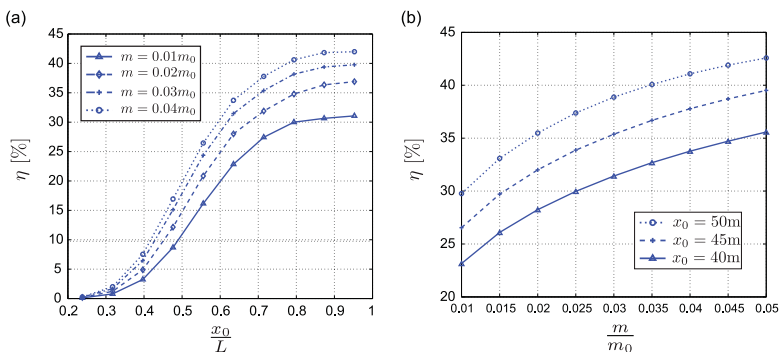 (a)
45
40
35
30
25
20
15
10
5
0
η [%]
m = 0.01m₀
m = 0.02m₀
m = 0.03m₀
m = 0.04m₀
0.2 0.3 0.4 0.5 0.6 0.7 0.8 0.9 1
x₀
L
(b)
45
40
35
30
25
20
η [%]
x₀ = 50m
x₀ = 45m
x₀ = 40m
0.01 0.015 0.02 0.025 0.03 0.035 0.04 0.045 0.05
m
m₀